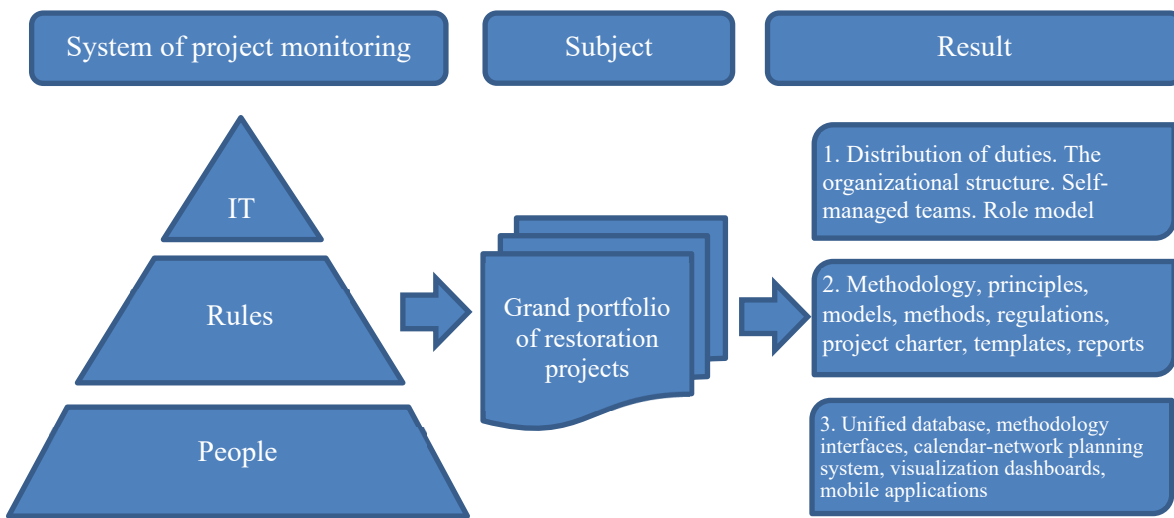 System of project monitoring
Subject
Result
IT
Rules
People
Grand portfolio
of restoration
projects
1. Distribution of duties. The
organizational structure. Self-
managed teams. Role model
2. Methodology, principles,
models, methods, regulations,
project charter, templates, reports
3. Unified database, methodology
interfaces, calendar-network planning
system, visualization dashboards,
mobile applications